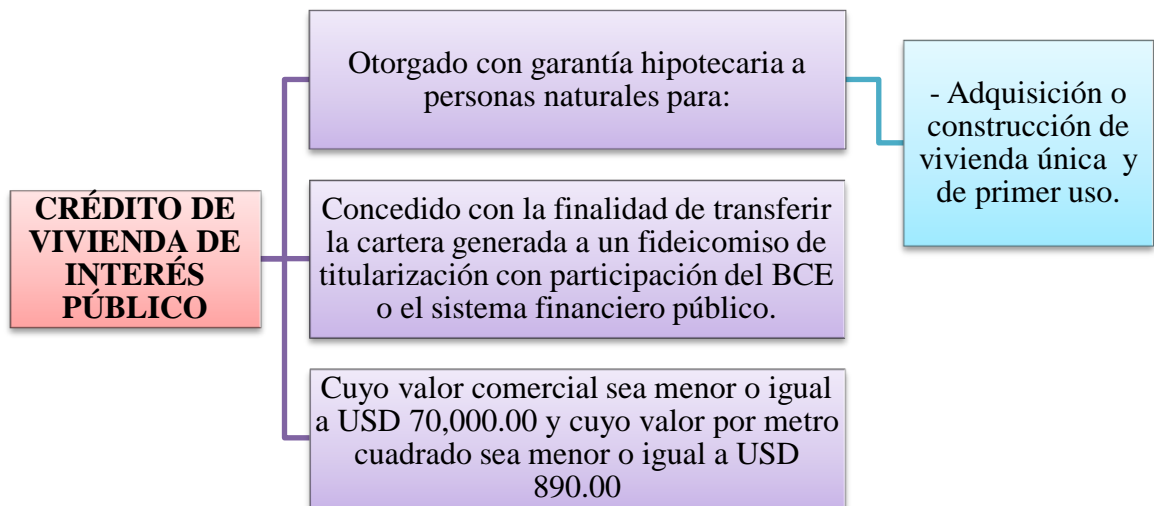 CRÉDITO DE
VIVIENDA DE
INTERÉS
PÚBLICO
Otorgado con garantía hipotecaria a
personas naturales para:
- Adquisición o
construcción de
vivienda única y
de primer uso.
Concedido con la finalidad de transferir
la cartera generada a un fideicomiso de
titularización con participación del BCE
o el sistema financiero público.
Cuyo valor comercial sea menor o igual
a USD 70,000.00 y cuyo valor por metro
cuadrado sea menor o igual a USD
890.00